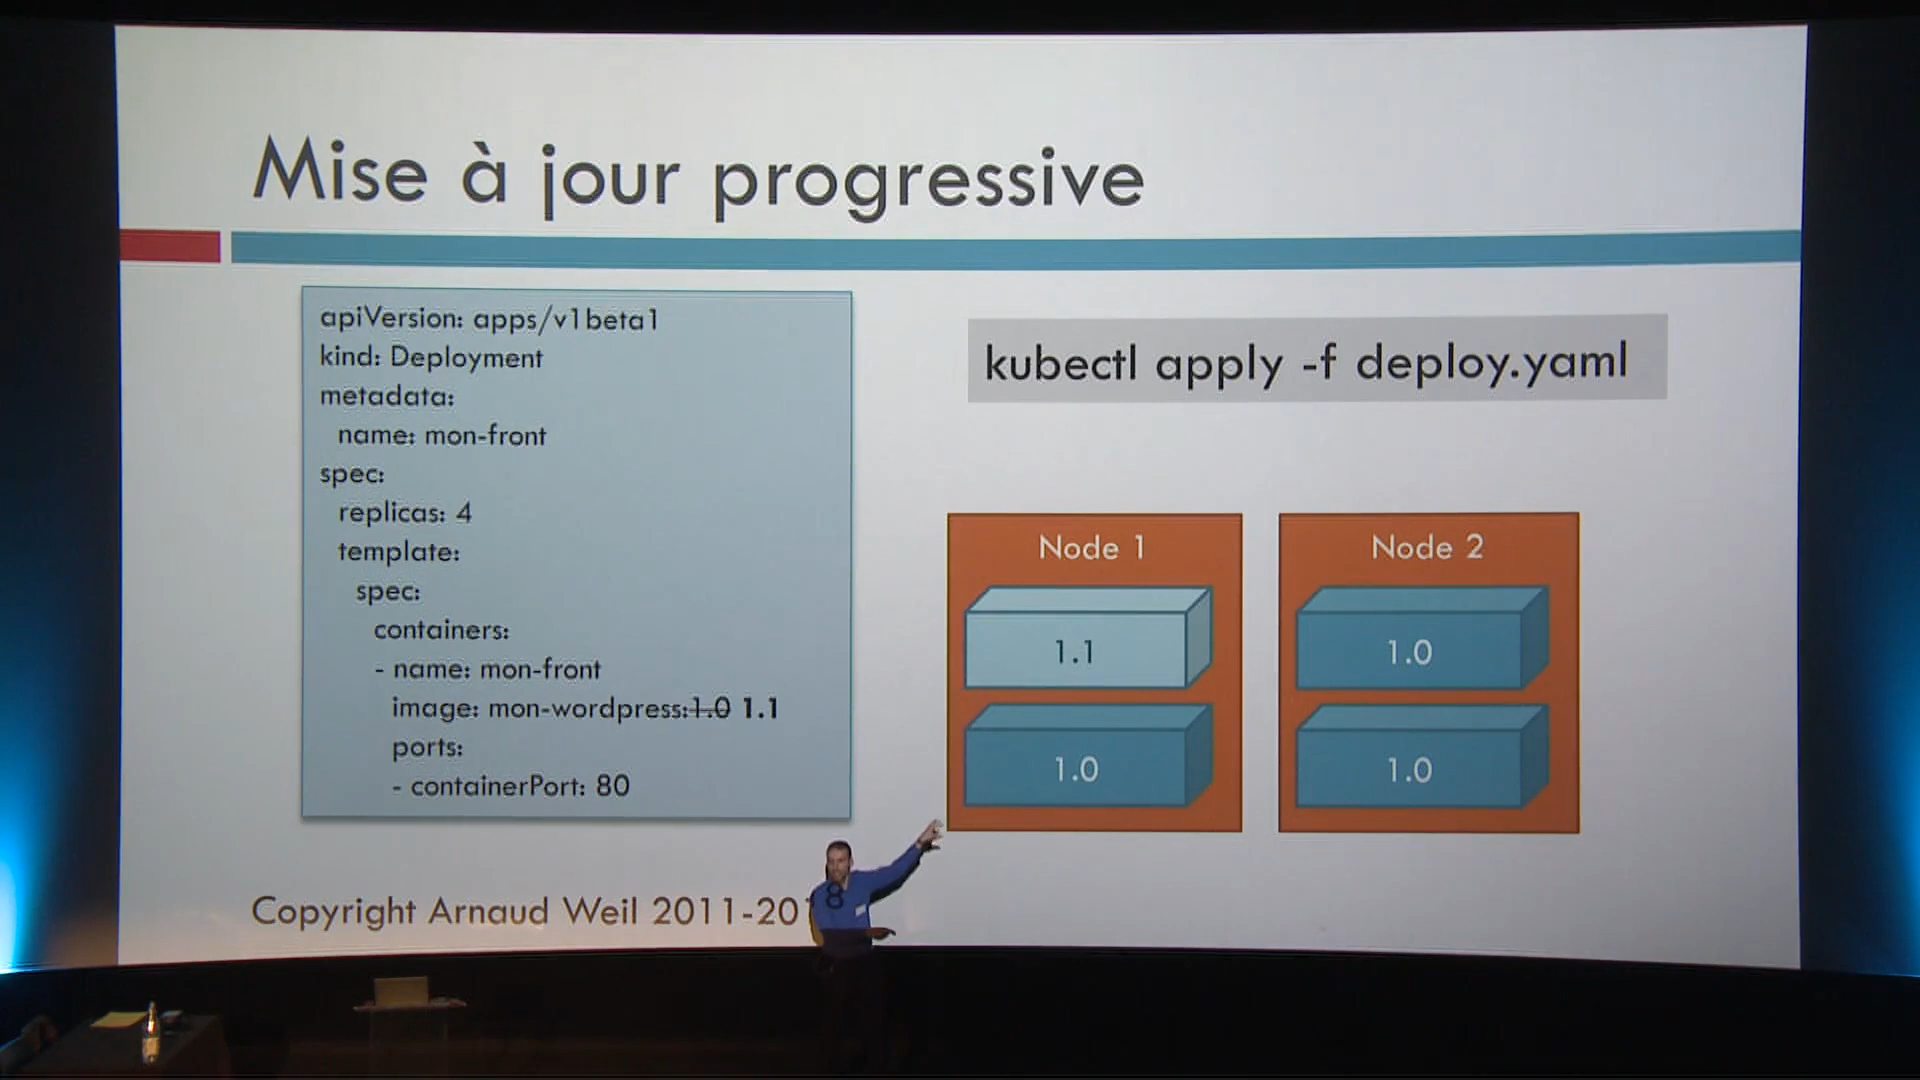 Mise à jour progressive
apiVersion: apps/v1beta1
kind: Deployment
metadata:
name: mon-front
spec:
replicas: 4
template:
spec:
containers:
- name: mon-front
image: mon-wordpress:1.0 1.1
ports:
- containerPort: 80
kubectl apply -f deploy.yaml
Node 1
1.1
1.0
Node 2
1.0
1.0
Copyright Arnaud Weil 2011-2018